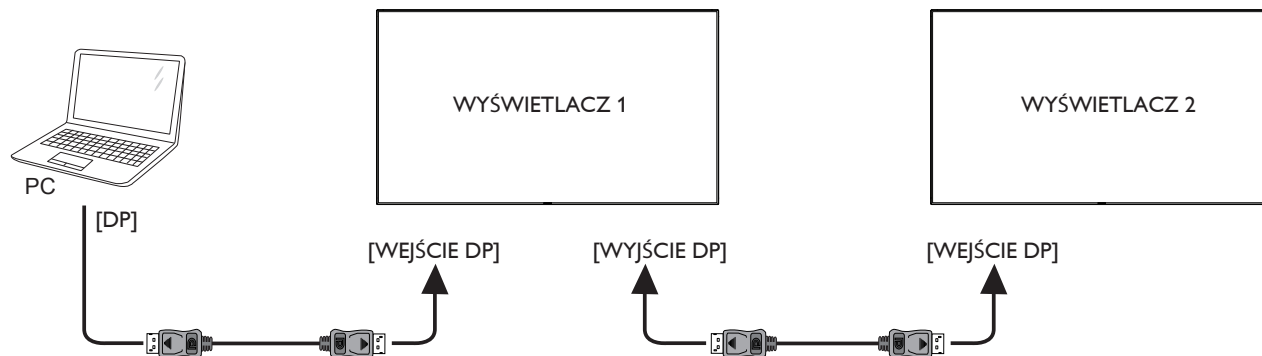 WYŚWIETLACZ 1
WYŚWIETLACZ 2
PC
[DP]
[WEJŚCIE DP]
[WYJŚCIE DP]
[WEJŚCIE DP]